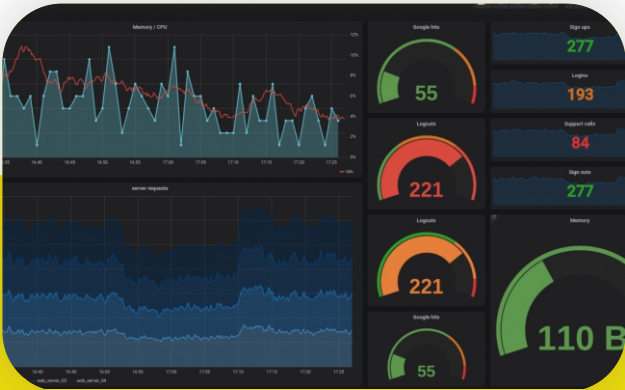 Memory / CPU
12%
10%
8%
6%
4%
2%
0%
16:40 16:45 16:50 16:55 17:00 17:05 17:10 17:15 17:20 17:25
server requests
16:40 16:45 16:50 16:55 17:00 17:05 17:10 17:15 17:20 17:25
web_server_03 web_server_04
Google hits
55
Logouts
221
Logouts
221
Google hits
55
Sign ups
277
Logins
193
Support calls
84
Sign outs
277
Memory
110 B